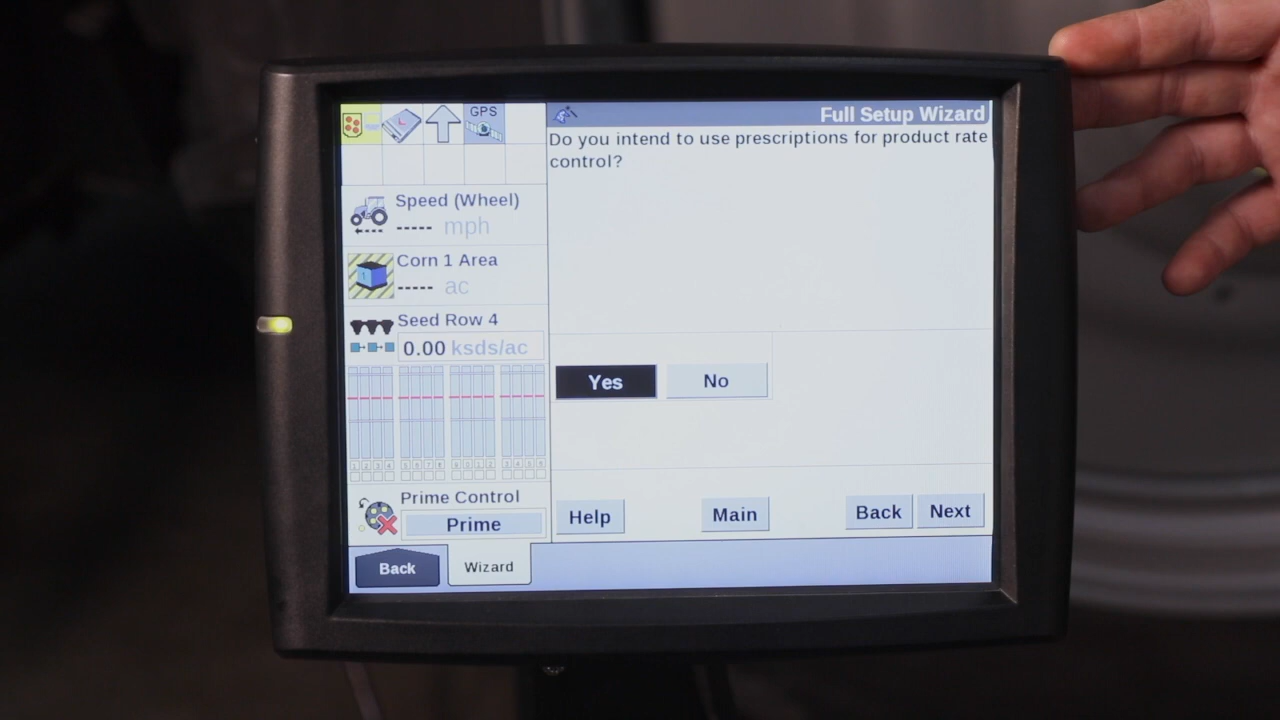 GPS
Full Setup Wizard
Do you intend to use prescriptions for product rate
control?
Speed (Wheel)
----- mph
Corn 1 Area
1
----- ac
Seed Row 4
0.00 ksds/ac
Yes
No
Prime Control
Prime
Help
Main
Back
Next
Back
Wizard